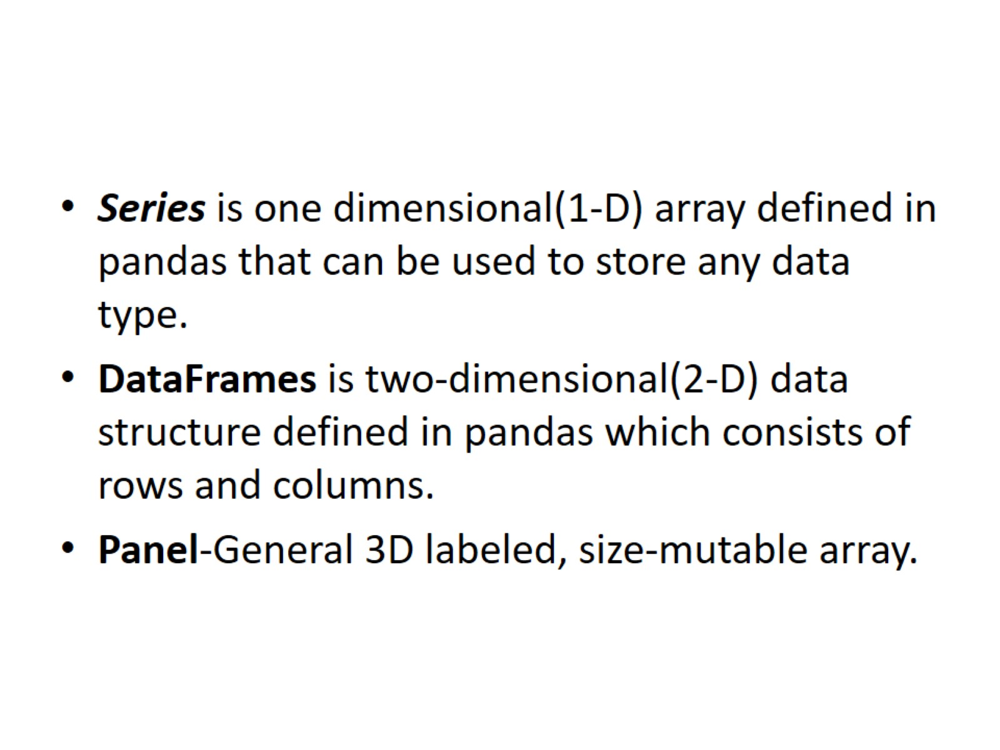 • Series is one dimensional(1-D) array defined in
pandas that can be used to store any data
type.
• DataFrames is two-dimensional(2-D) data
structure defined in pandas which consists of
rows and columns.
• Panel-General 3D labeled, size-mutable array.